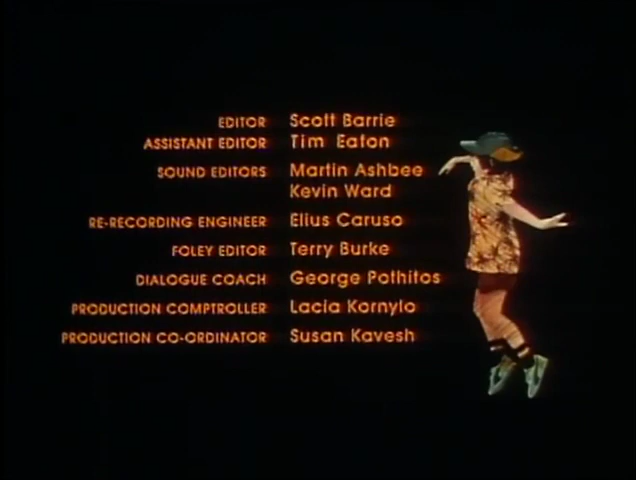 EDITOR Scott Barrie
ASSISTANT EDITOR Tim Eaton
SOUND EDITORS Martin Ashbee
Kevin Ward
RE-RECORDING ENGINEER Elius Caruso
FOLEY EDITOR Terry Burke
DIALOGUE COACH George Pothitos
PRODUCTION COMPTROLLER Lacia Kornylo
PRODUCTION CO-ORDINATOR Susan Kavesh